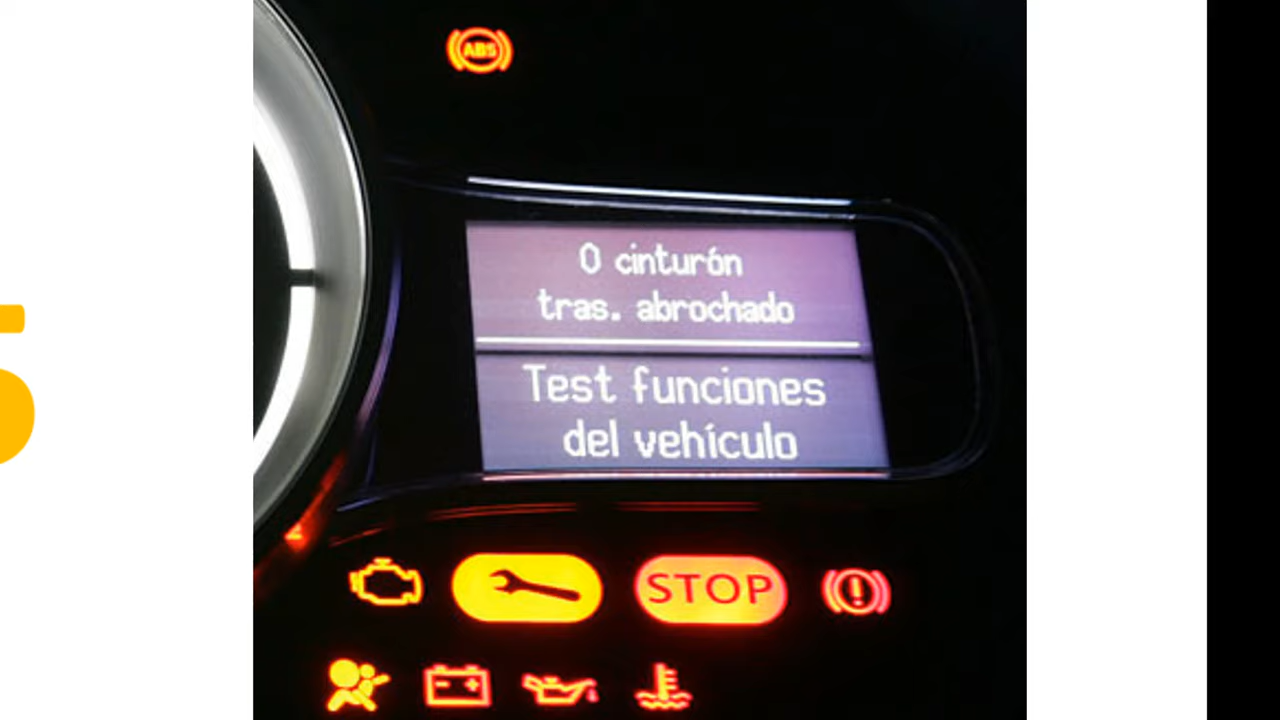 ABS
0 cinturón
tras. abrochado
Test funciones
del vehículo
STOP